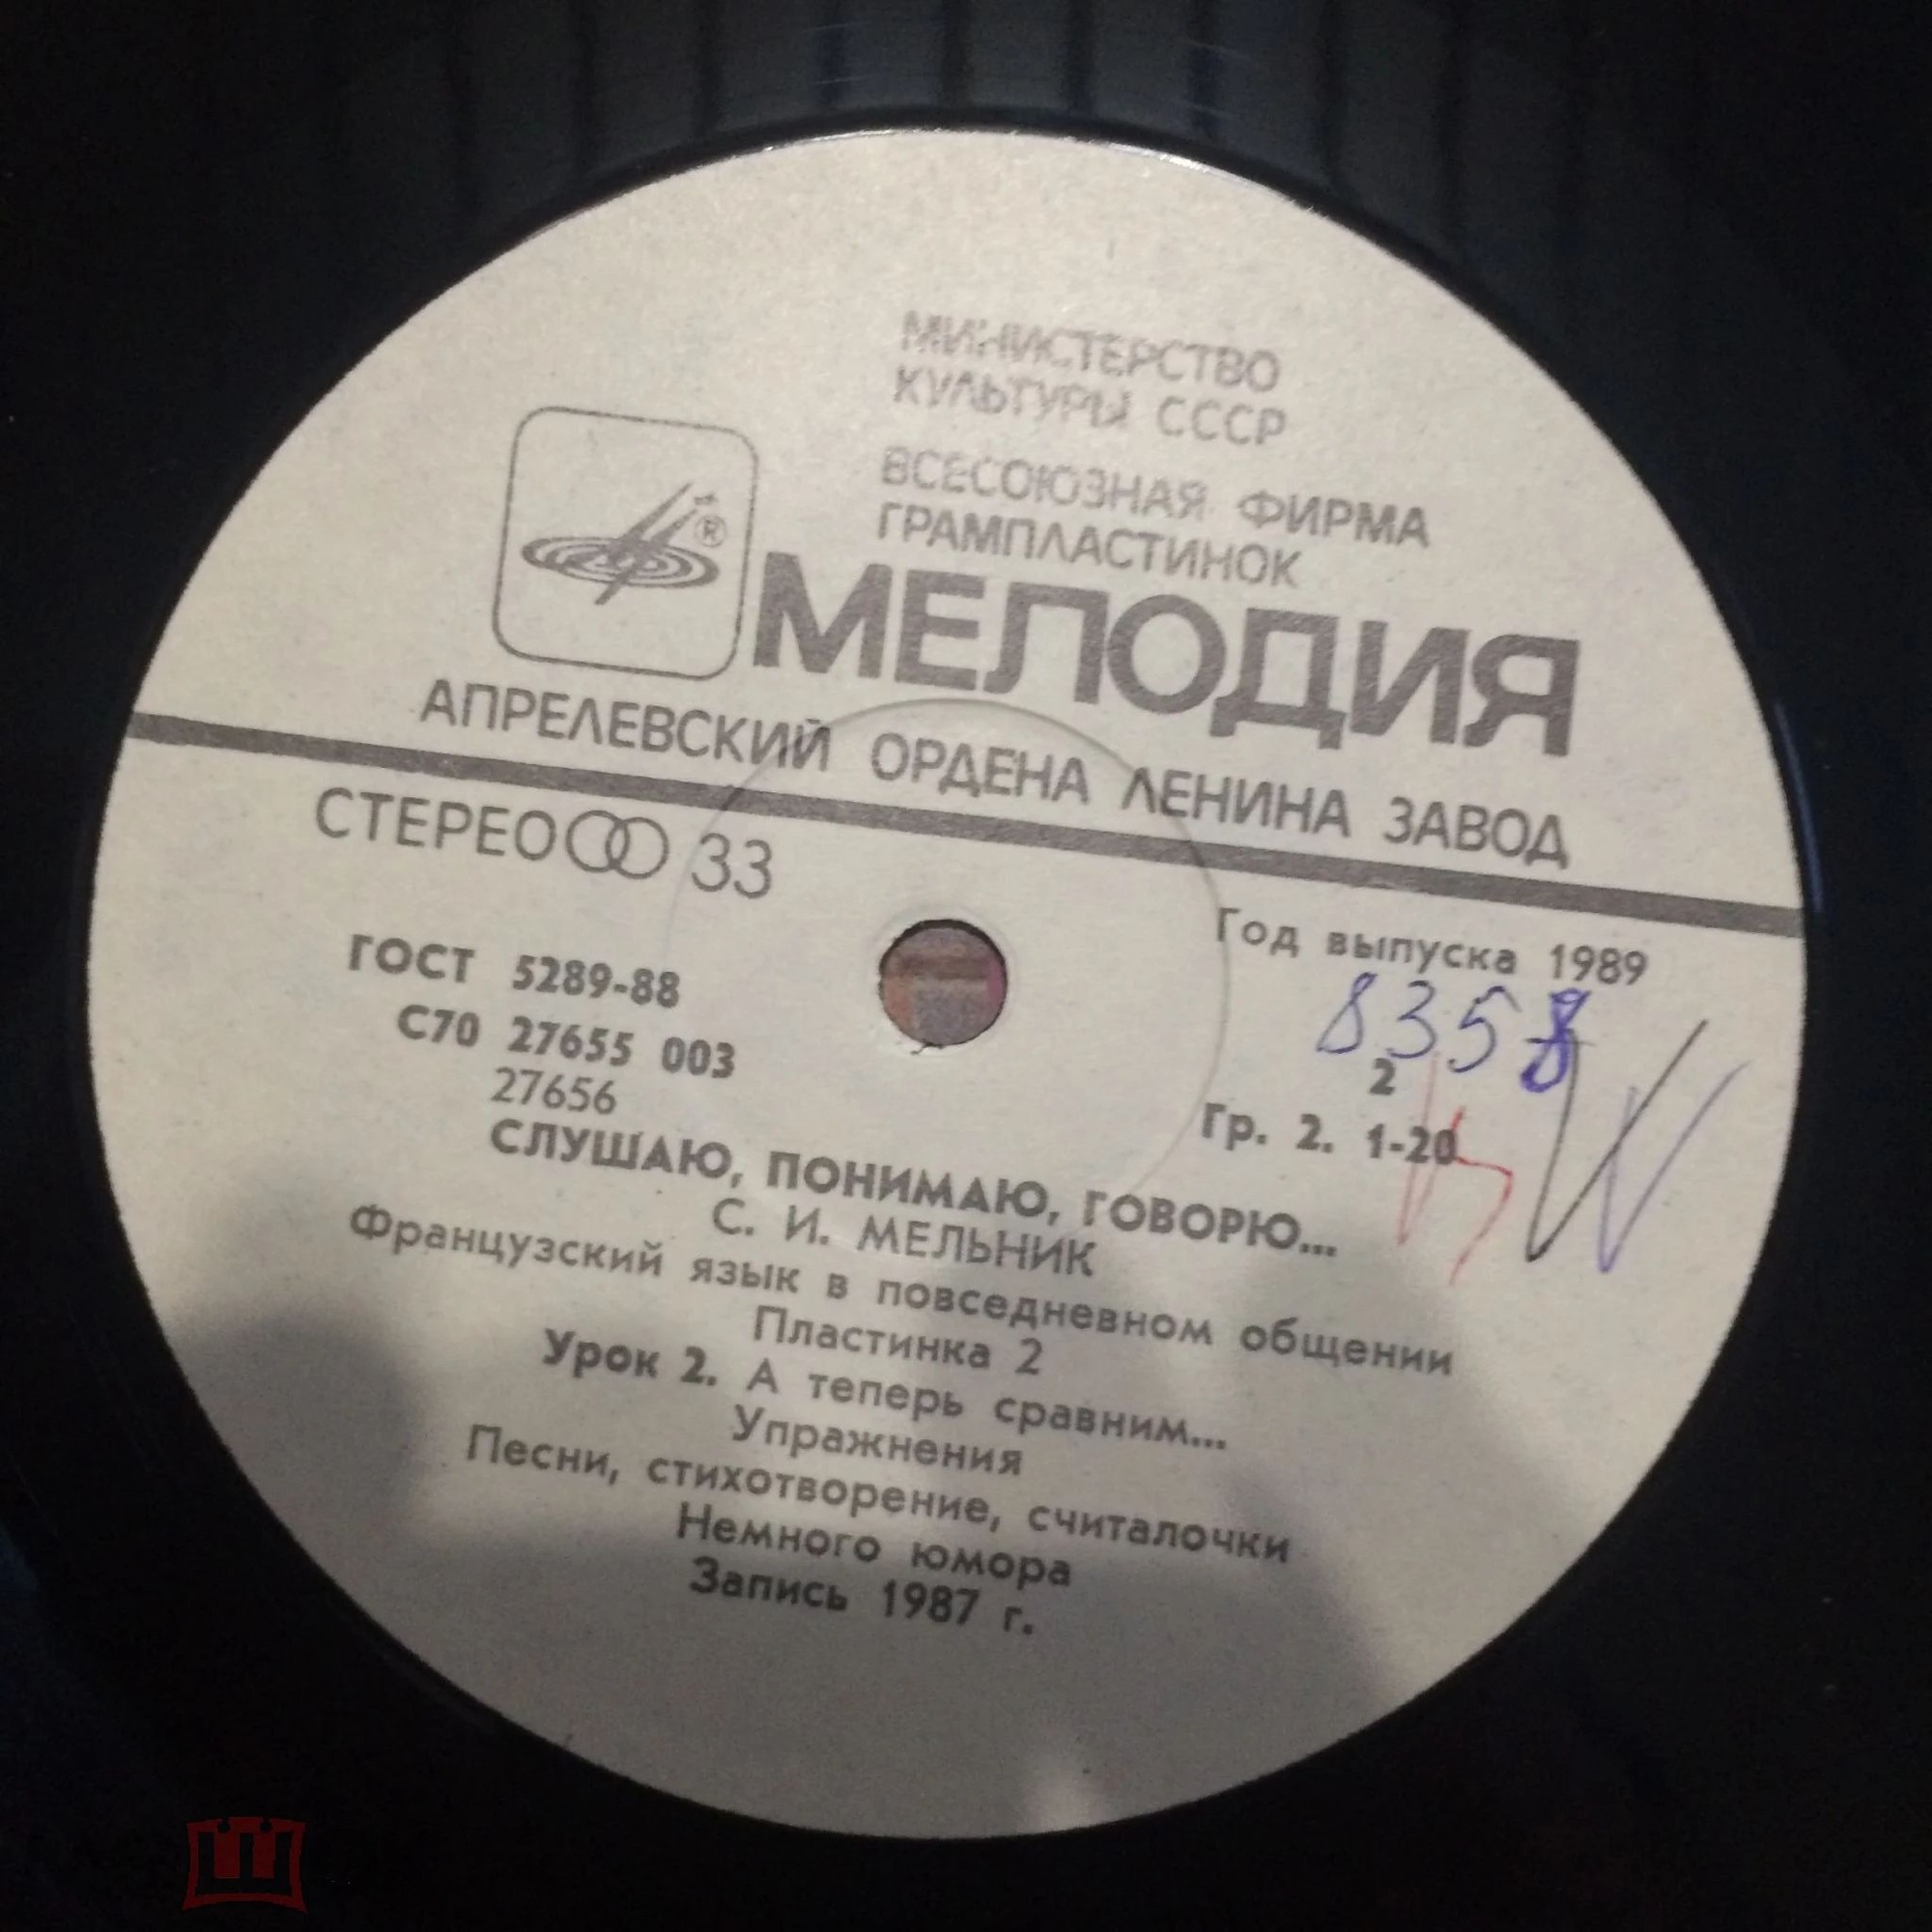 МИНИСТЕРСТВО
КУЛЬТУРЫ СССР
ВСЕСОЮЗНАЯ ФИРМА
ГРАМПЛАСТИНОК
®
МЕЛОДИЯ
АПРЕЛЕВСКИЙ ОРДЕНА ЛЕНИНА ЗАВОД
СТЕРЕО 33
ГОСТ 5289-88
С70 27655 003
27656
Год выпуска 1989
8358
2
Гр. 2. 1-20
СЛУШАЮ, ПОНИМАЮ, ГОВОРЮ...
С. И. МЕЛЬНИК
Французский язык в повседневном общении
Пластинка 2
Урок 2. А теперь сравним...
Упражнения
Песни, стихотворение, считалочки
Немного юмора
Запись 1987 г.